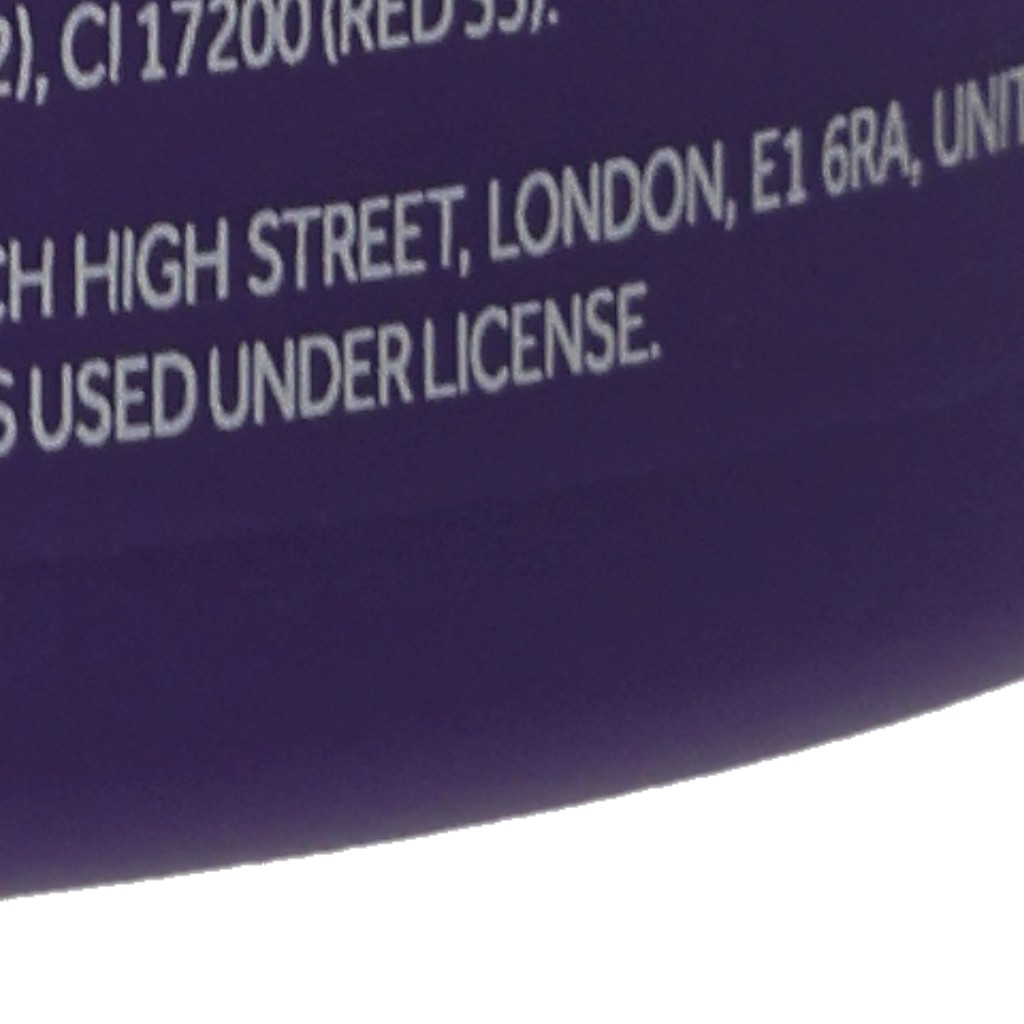 2), CI 17200 (RED 33).
CH HIGH STREET, LONDON, E1 6RA, UNIT
S USED UNDER LICENSE.